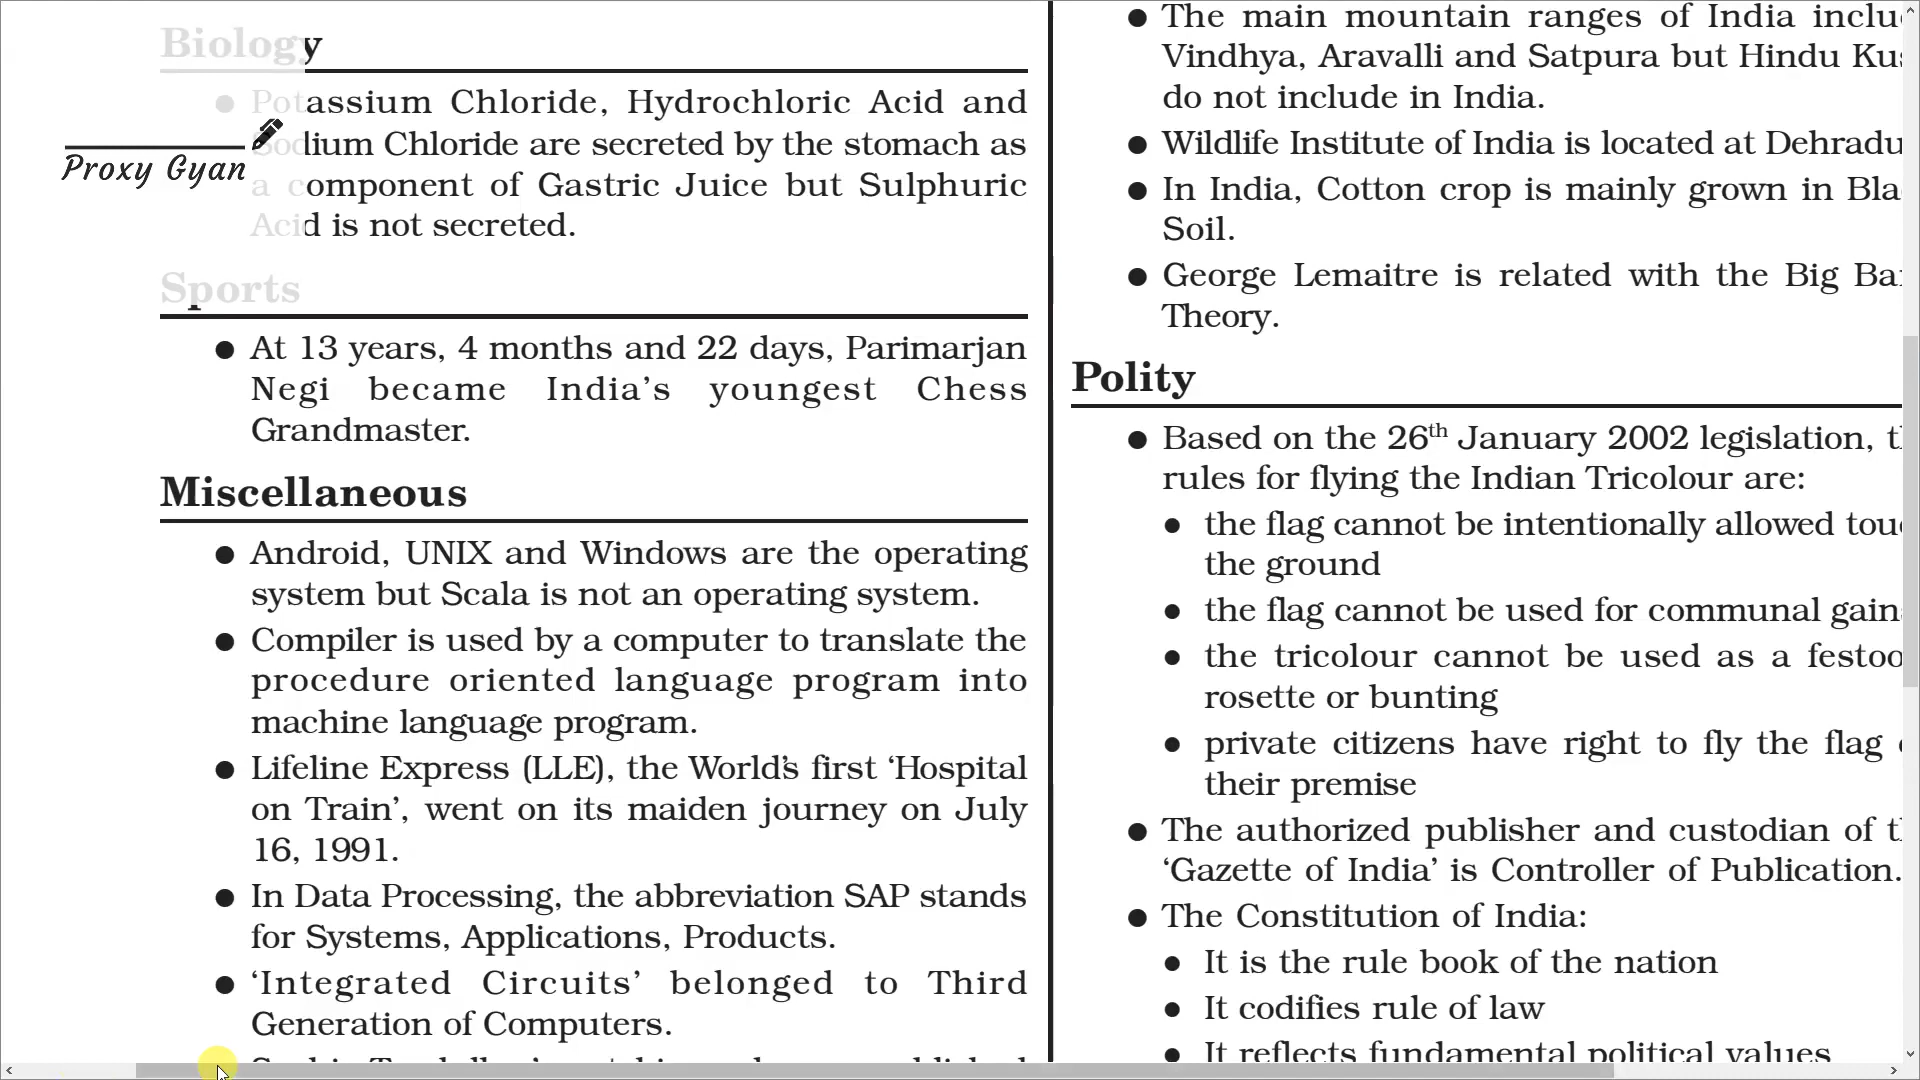 Biology
● Potassium Chloride, Hydrochloric Acid and
Sodium Chloride are secreted by the stomach as
a component of Gastric Juice but Sulphuric
Acid is not secreted.
Proxy Gyan
Sports
● At 13 years, 4 months and 22 days, Parimarjan
Negi became India’s youngest Chess
Grandmaster.
Miscellaneous
● Android, UNIX and Windows are the operating
system but Scala is not an operating system.
● Compiler is used by a computer to translate the
procedure oriented language program into
machine language program.
● Lifeline Express (LLE), the World’s first ‘Hospital
on Train’, went on its maiden journey on July
16, 1991.
● In Data Processing, the abbreviation SAP stands
for Systems, Applications, Products.
● ‘Integrated Circuits’ belonged to Third
Generation of Computers.
● The main mountain ranges of India inclu
Vindhya, Aravalli and Satpura but Hindu Kus
do not include in India.
● Wildlife Institute of India is located at Dehradu
● In India, Cotton crop is mainly grown in Bla
Soil.
● George Lemaitre is related with the Big Ba
Theory.
Polity
● Based on the 26th January 2002 legislation, t
rules for flying the Indian Tricolour are:
● the flag cannot be intentionally allowed tou
the ground
● the flag cannot be used for communal gain
● the tricolour cannot be used as a festoo
rosette or bunting
● private citizens have right to fly the flag
their premise
● The authorized publisher and custodian of t
‘Gazette of India’ is Controller of Publication.
● The Constitution of India:
● It is the rule book of the nation
● It codifies rule of law
● It reflects fundamental political values